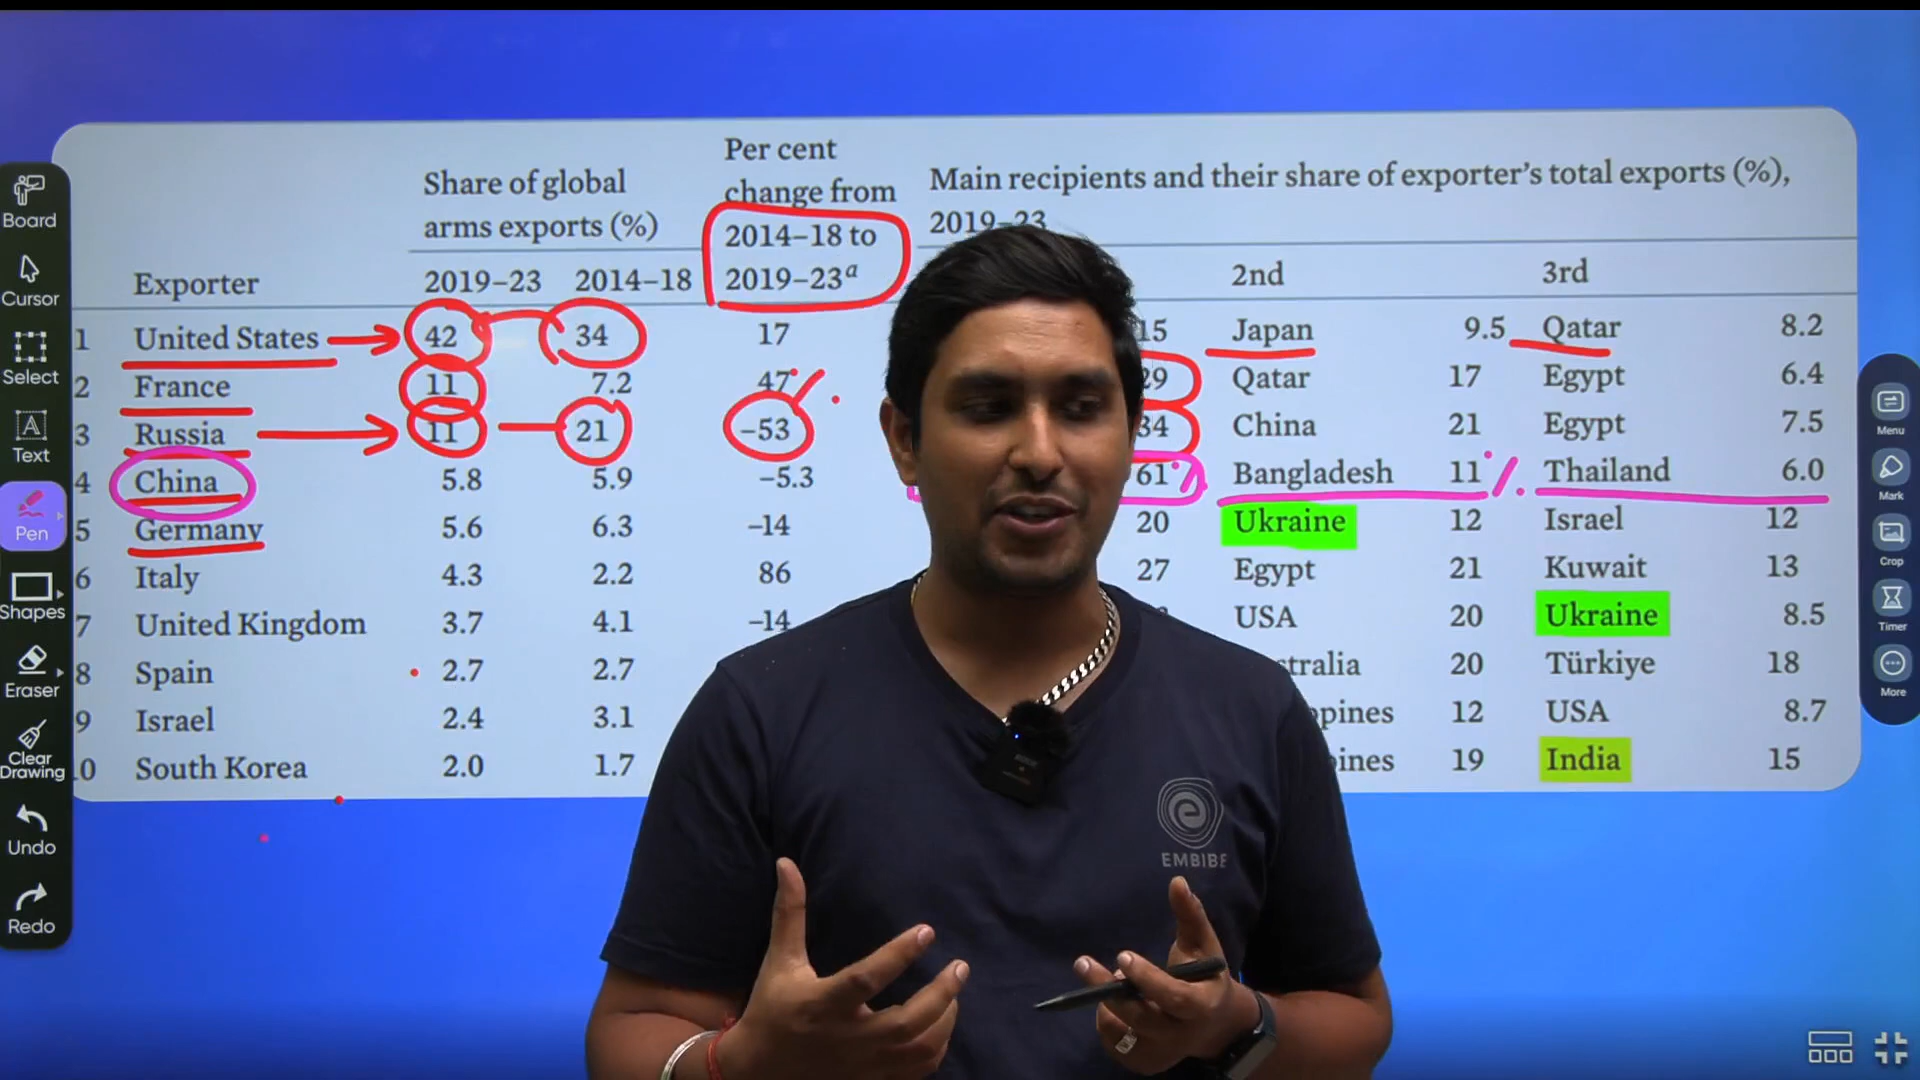 Per cent
Share of global change from Main recipients and their share of exporter's total exports (%),
arms exports (%) 2014–18 to 2019–23
Exporter 2019–23 2014–18 2019–23a 2nd 3rd
1 United States 42 34 17 15 Japan 9.5 Qatar 8.2
2 France 11 7.2 47% 29 Qatar 17 Egypt 6.4
3 Russia 11 21 –53 34 China 21 Egypt 7.5
4 China 5.8 5.9 –5.3 61% Bangladesh 11% Thailand 6.0
5 Germany 5.6 6.3 –14 20 Ukraine 12 Israel 12
6 Italy 4.3 2.2 86 27 Egypt 21 Kuwait 13
7 United Kingdom 3.7 4.1 –14 USA 20 Ukraine 8.5
8 Spain 2.7 2.7 stralia 20 Türkiye 18
9 Israel 2.4 3.1 ppines 12 USA 8.7
0 South Korea 2.0 1.7 pines 19 India 15
Board
Cursor
Select
Text
Pen
Shapes
Eraser
Clear
Drawing
Undo
Redo
Menu
Mark
Crop
Timer
More
EMBIBE